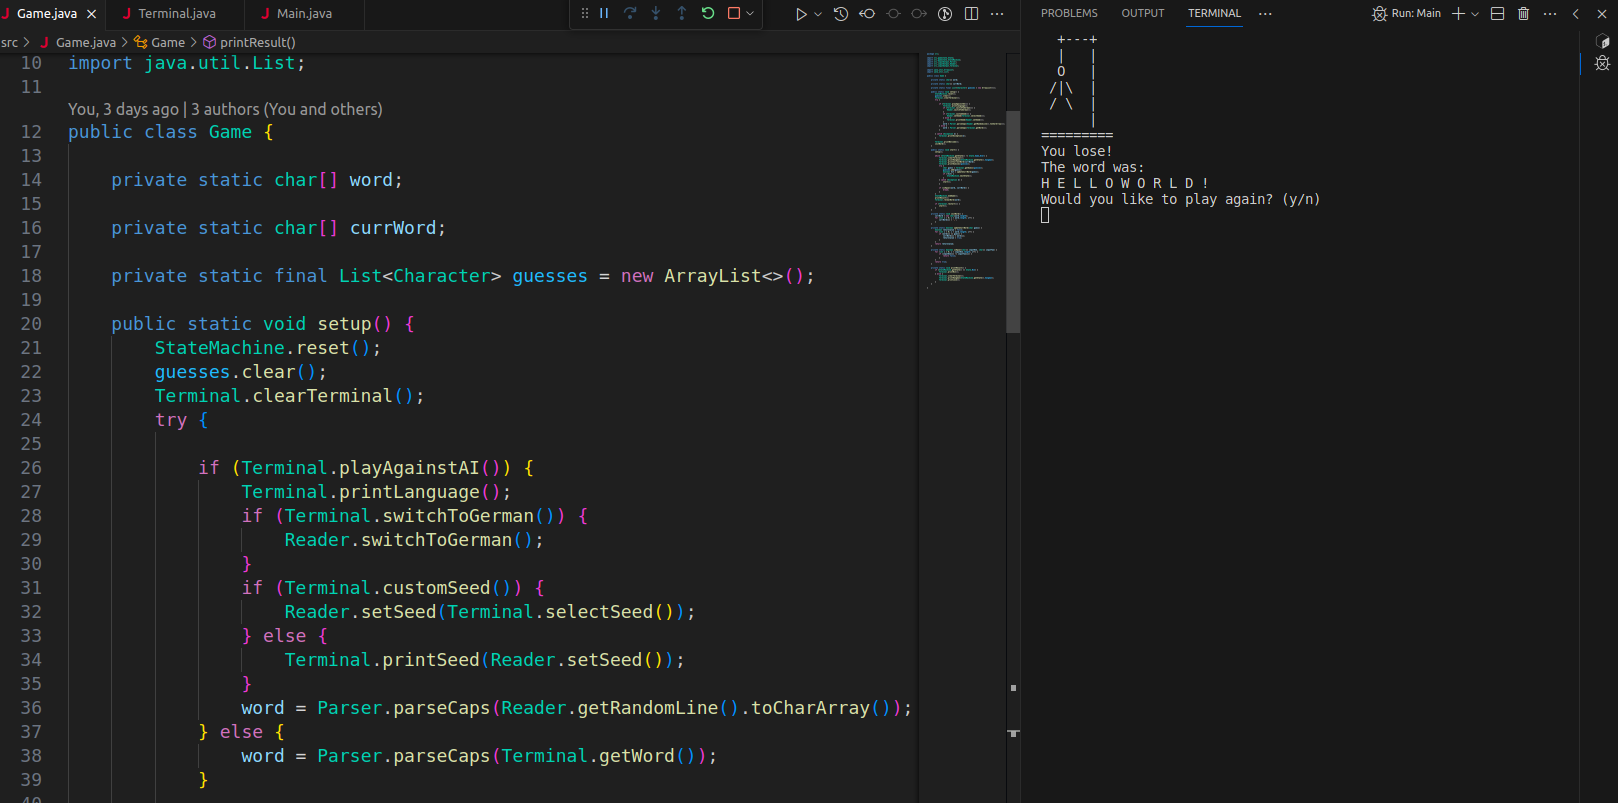 Game.java
Terminal.java
Main.java
src > Game.java > Game > printResult()
10 import java.util.List;
11
You, 3 days ago | 3 authors (You and others)
12 public class Game {
13
14 private static char[] word;
15
16 private static char[] currWord;
17
18 private static final List<Character> guesses = new ArrayList<>();
19
20 public static void setup() {
21 StateMachine.reset();
22 guesses.clear();
23 Terminal.clearTerminal();
24 try {
25
26 if (Terminal.playAgainstAI()) {
27 Terminal.printLanguage();
28 if (Terminal.switchToGerman()) {
29 Reader.switchToGerman();
30 }
31 if (Terminal.customSeed()) {
32 Reader.setSeed(Terminal.selectSeed());
33 } else {
34 Terminal.printSeed(Reader.setSeed());
35 }
36 word = Parser.parseCaps(Reader.getRandomLine().toCharArray());
37 } else {
38 word = Parser.parseCaps(Terminal.getWord());
39 }
PROBLEMS OUTPUT TERMINAL
Run: Main
+---+
|   |
O   |
/|\  |
/ \  |
|
=========
You lose!
The word was:
H E L L O W O R L D !
Would you like to play again? (y/n)